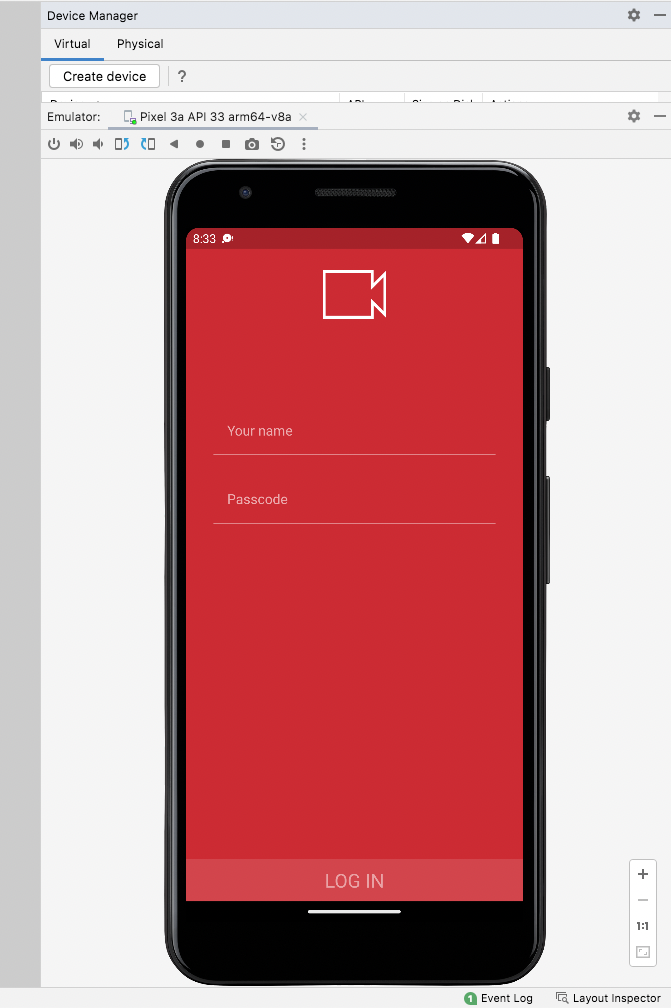 Device Manager
Virtual Physical
Create device ?
Emulator: Pixel 3a API 33 arm64-v8a
8:33
Your name
Passcode
LOG IN
1:1
1 Event Log Layout Inspector